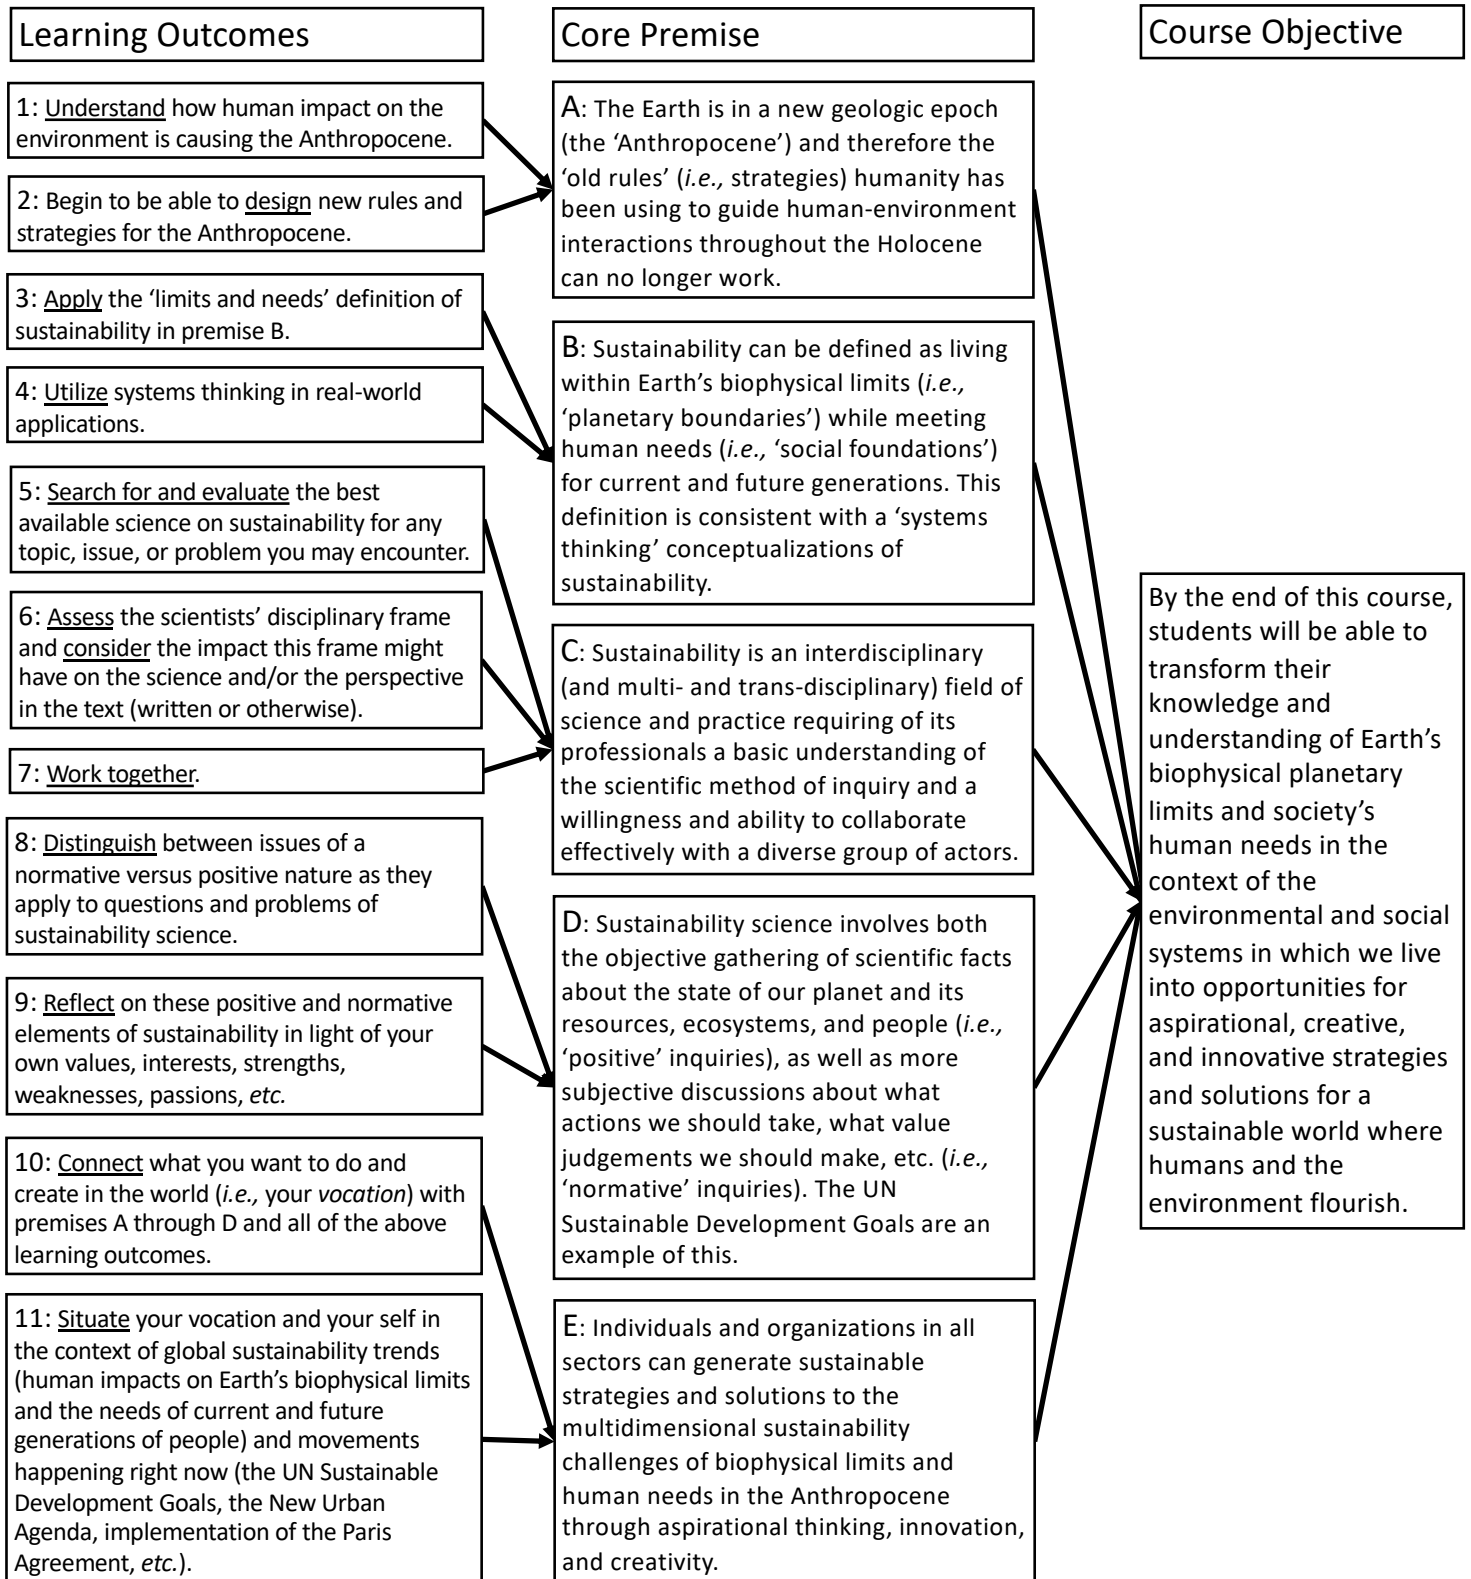 Learning Outcomes
1: Understand how human impact on the
environment is causing the Anthropocene.
2: Begin to be able to design new rules and
strategies for the Anthropocene.
3: Apply the ‘limits and needs’ definition of
sustainability in premise B.
4: Utilize systems thinking in real-world
applications.
5: Search for and evaluate the best
available science on sustainability for any
topic, issue, or problem you may encounter.
6: Assess the scientists’ disciplinary frame
and consider the impact this frame might
have on the science and/or the perspective
in the text (written or otherwise).
7: Work together.
8: Distinguish between issues of a
normative versus positive nature as they
apply to questions and problems of
sustainability science.
9: Reflect on these positive and normative
elements of sustainability in light of your
own values, interests, strengths,
weaknesses, passions, etc.
10: Connect what you want to do and
create in the world (i.e., your vocation) with
premises A through D and all of the above
learning outcomes.
11: Situate your vocation and your self in
the context of global sustainability trends
(human impacts on Earth’s biophysical limits
and the needs of current and future
generations of people) and movements
happening right now (the UN Sustainable
Development Goals, the New Urban
Agenda, implementation of the Paris
Agreement, etc.).
Core Premise
A: The Earth is in a new geologic epoch
(the ‘Anthropocene’) and therefore the
‘old rules’ (i.e., strategies) humanity has
been using to guide human-environment
interactions throughout the Holocene
can no longer work.
B: Sustainability can be defined as living
within Earth’s biophysical limits (i.e.,
‘planetary boundaries’) while meeting
human needs (i.e., ‘social foundations’)
for current and future generations. This
definition is consistent with a ‘systems
thinking’ conceptualizations of
sustainability.
C: Sustainability is an interdisciplinary
(and multi- and trans-disciplinary) field of
science and practice requiring of its
professionals a basic understanding of
the scientific method of inquiry and a
willingness and ability to collaborate
effectively with a diverse group of actors.
D: Sustainability science involves both
the objective gathering of scientific facts
about the state of our planet and its
resources, ecosystems, and people (i.e.,
‘positive’ inquiries), as well as more
subjective discussions about what
actions we should take, what value
judgements we should make, etc. (i.e.,
‘normative’ inquiries). The UN
Sustainable Development Goals are an
example of this.
E: Individuals and organizations in all
sectors can generate sustainable
strategies and solutions to the
multidimensional sustainability
challenges of biophysical limits and
human needs in the Anthropocene
through aspirational thinking, innovation,
and creativity.
Course Objective
By the end of this course,
students will be able to
transform their
knowledge and
understanding of Earth’s
biophysical planetary
limits and society’s
human needs in the
context of the
environmental and social
systems in which we live
into opportunities for
aspirational, creative,
and innovative strategies
and solutions for a
sustainable world where
humans and the
environment flourish.